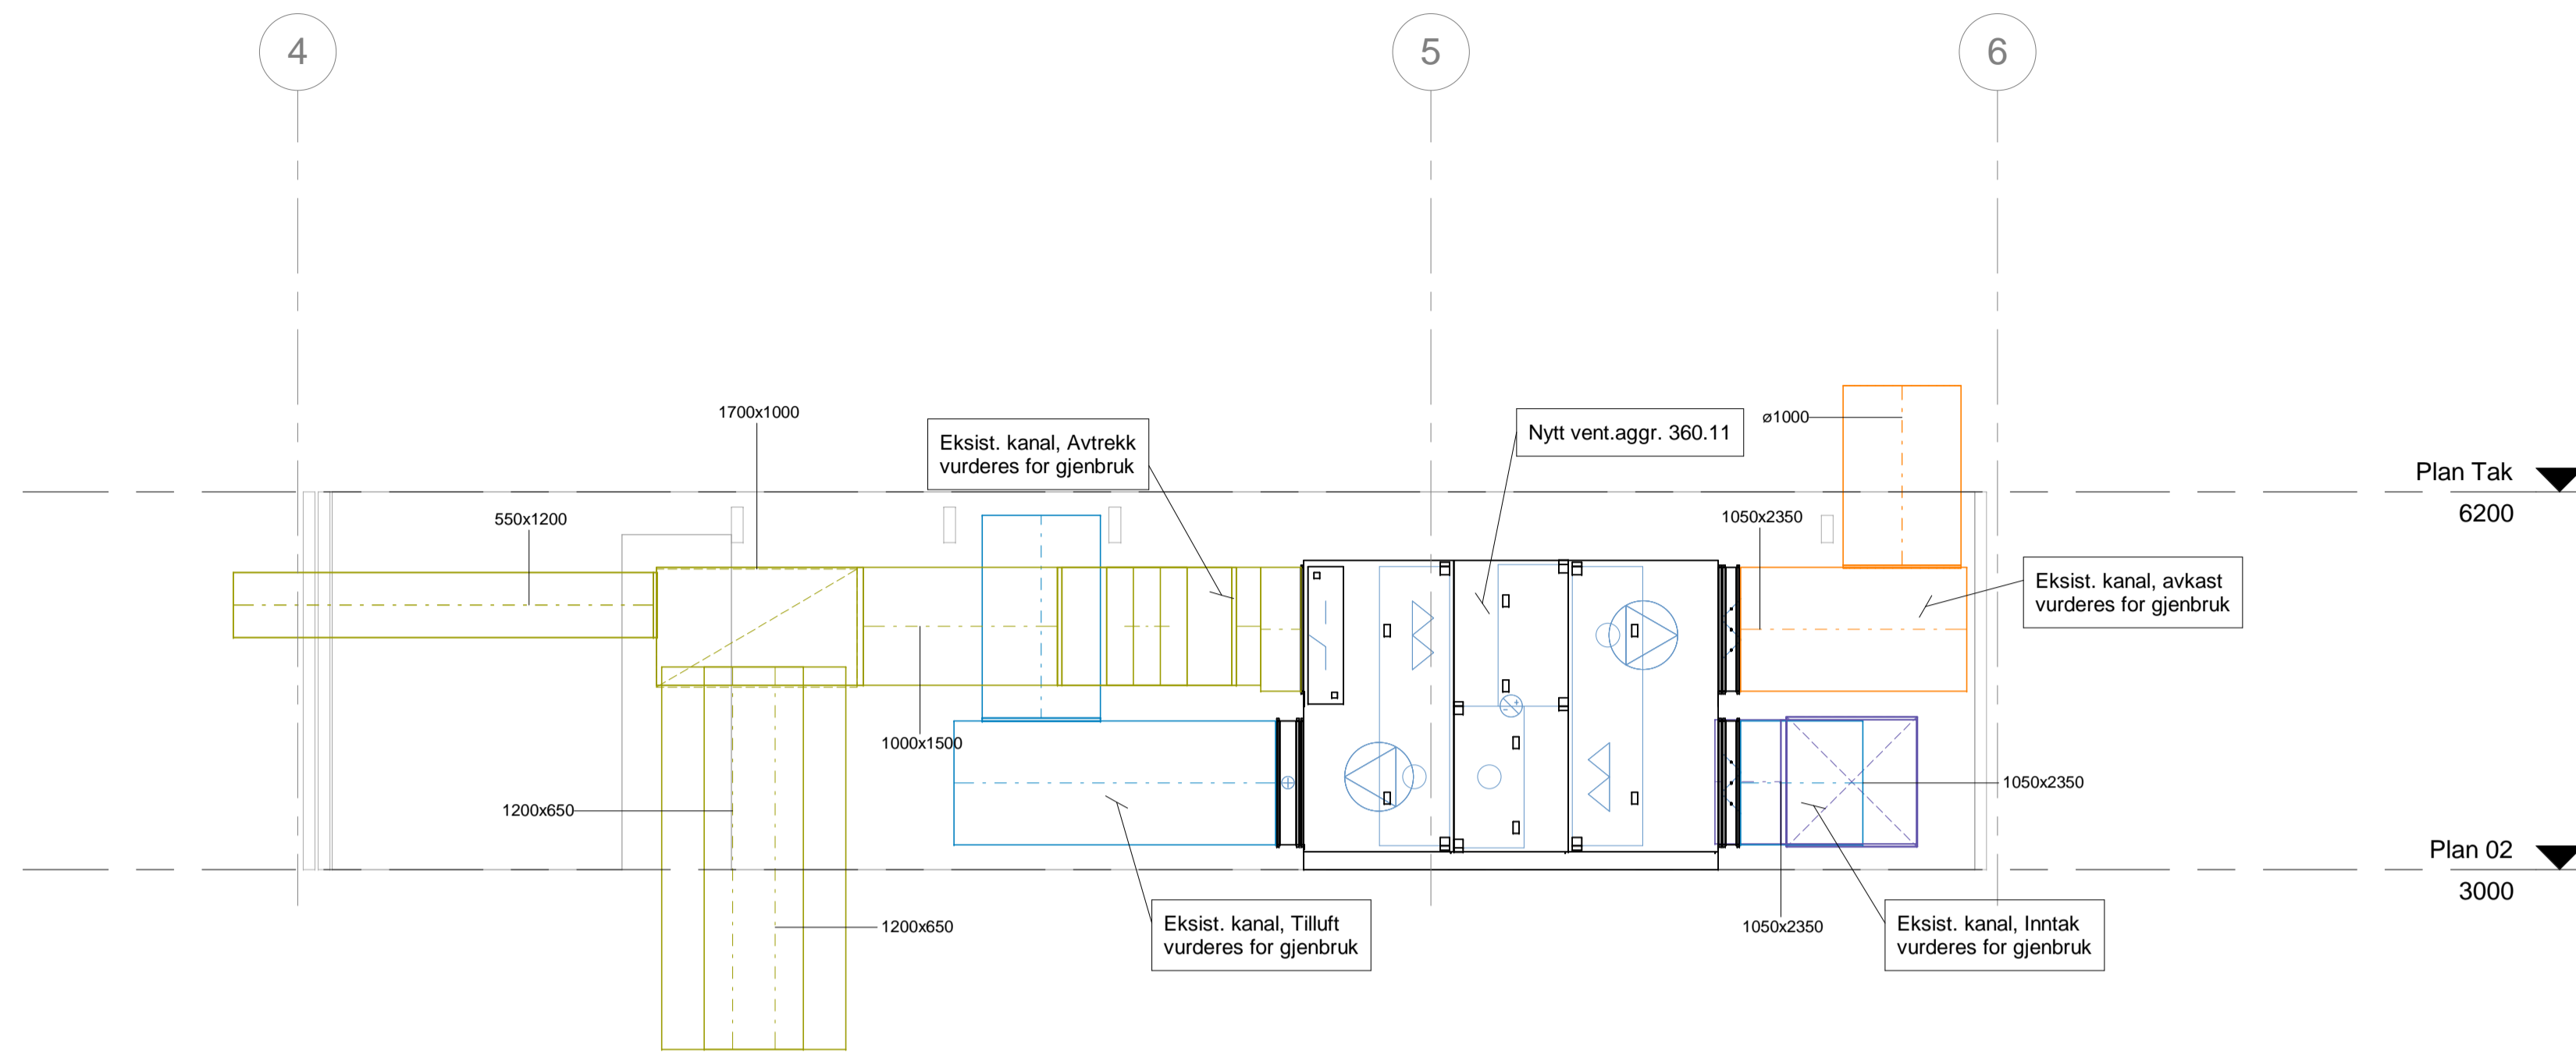 4
5
6
1700x1000
Eksist. kanal, Avtrekk
vurderes for gjenbruk
Nytt vent.aggr. 360.11
ø1000
Plan Tak
6200
550x1200
1050x2350
Eksist. kanal, avkast
vurderes for gjenbruk
1000x1500
1200x650
1050x2350
Plan 02
3000
1200x650
Eksist. kanal, Tilluft
vurderes for gjenbruk
1050x2350
Eksist. kanal, Inntak
vurderes for gjenbruk